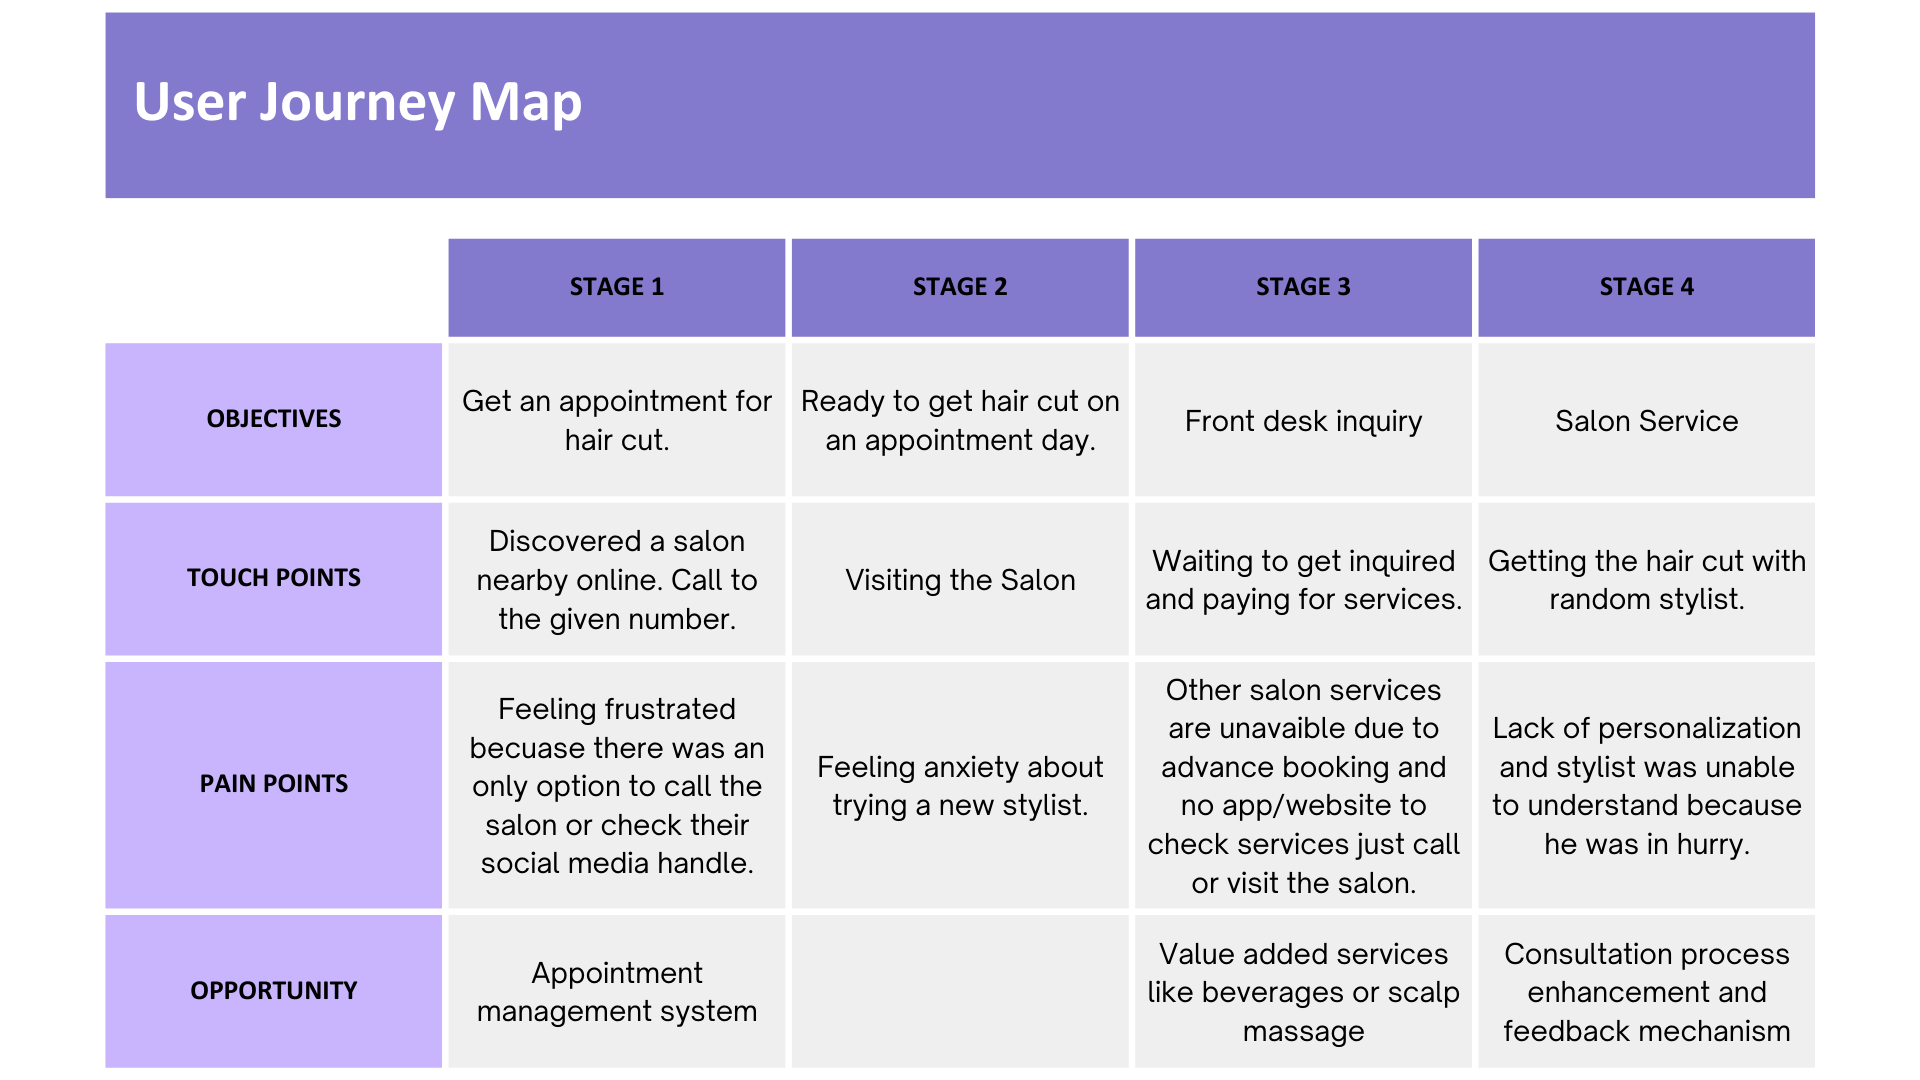 User Journey Map
STAGE 1
STAGE 2
STAGE 3
STAGE 4
OBJECTIVES
Get an appointment for
hair cut.
Ready to get hair cut on
an appointment day.
Front desk inquiry
Salon Service
TOUCH POINTS
Discovered a salon
nearby online. Call to
the given number.
Visiting the Salon
Waiting to get inquired
and paying for services.
Getting the hair cut with
random stylist.
PAIN POINTS
Feeling frustrated
becuase there was an
only option to call the
salon or check their
social media handle.
Feeling anxiety about
trying a new stylist.
Other salon services
are unavaible due to
advance booking and
no app/website to
check services just call
or visit the salon.
Lack of personalization
and stylist was unable
to understand because
he was in hurry.
OPPORTUNITY
Appointment
management system
Value added services
like beverages or scalp
massage
Consultation process
enhancement and
feedback mechanism